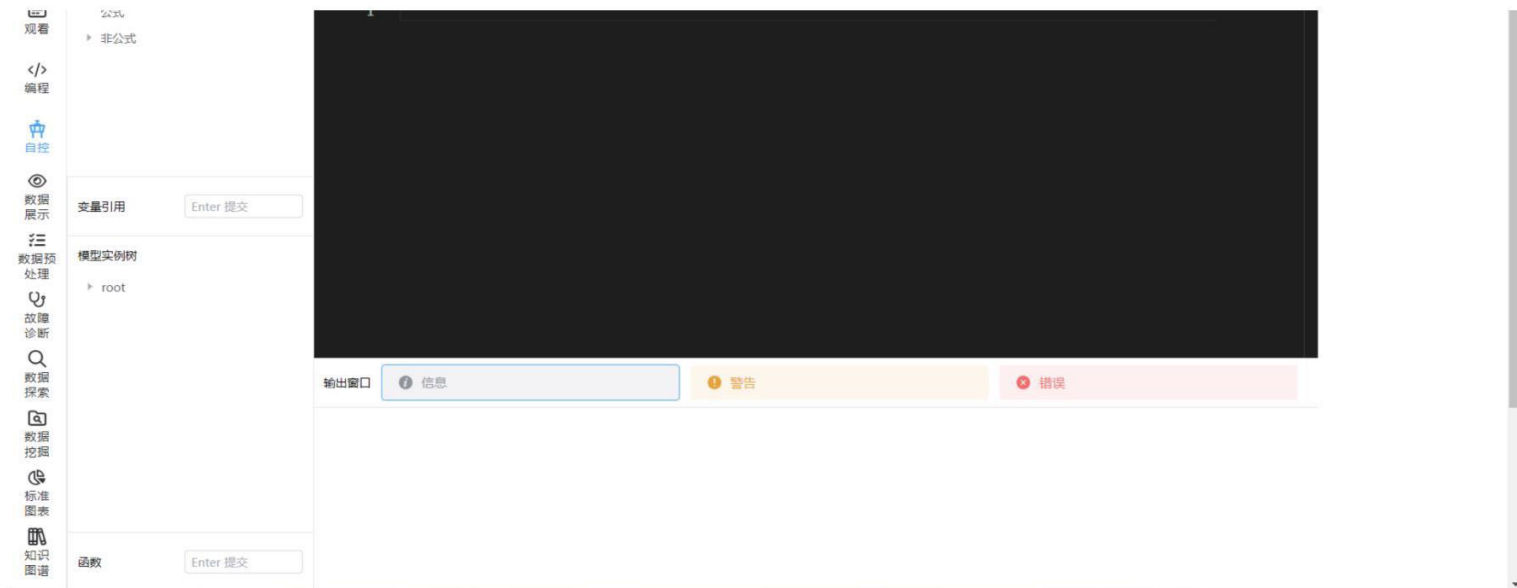 观看
</>
编程
自控
数据
展示
数据预
处理
故障
诊断
数据
探索
数据
挖掘
标准
图表
知识
图谱
公式
非公式
变量引用
Enter 提交
模型实例树
root
函数
Enter 提交
1
输出窗口
信息
警告
错误